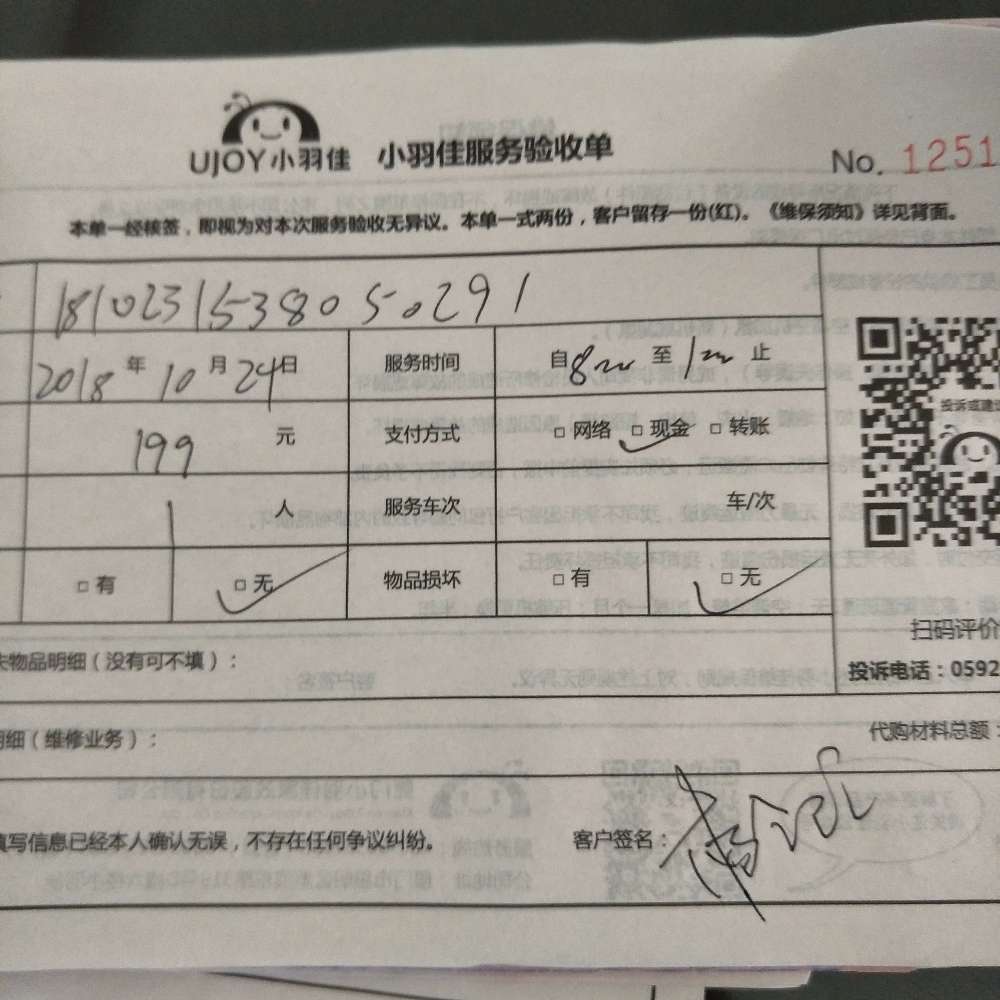 UJOY小羽佳 小羽佳服务验收单 No. 1251
本单一经核签，即视为对本次服务验收无异议。本单一式两份，客户留存一份(红)。《维保须知》详见背面。
181023153805029 1
2018 年 10 月 24 日 服务时间 自 8:00 至 12:00 止
199 元 支付方式 □ 网络 □ 现金 □ 转账
1 人 服务车次 车/次
□ 有 □ 无 物品损坏 □ 有 □ 无
投诉或建
扫码评价
投诉电话：0592
失物品明细（没有可不填）：
明细（维修业务）： 代购材料总额：
填写信息已经本人确认无误，不存在任何争议纠纷。 客户签名：